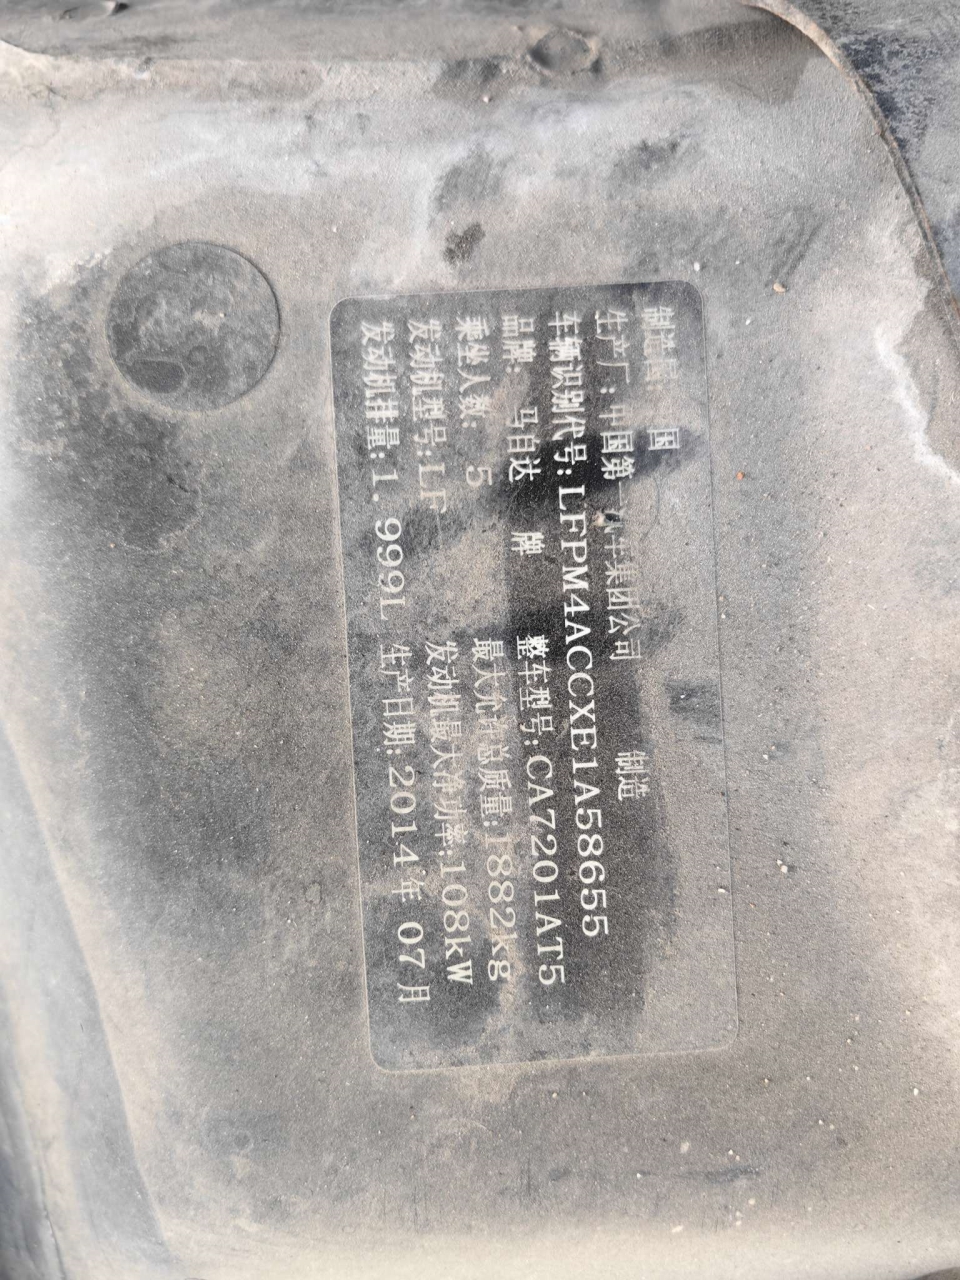 制造国 国
生产厂:中国第一汽车集团公司 制造
车辆识别代号:LFPM4ACCXE1A58655
品牌: 马自达 牌 整车型号:CA7201AT5
乘坐人数: 5 最大允许总质量:1882kg
发动机型号:LF 发动机最大净功率:108kW
发动机排量:1.999L 生产日期:2014年07月